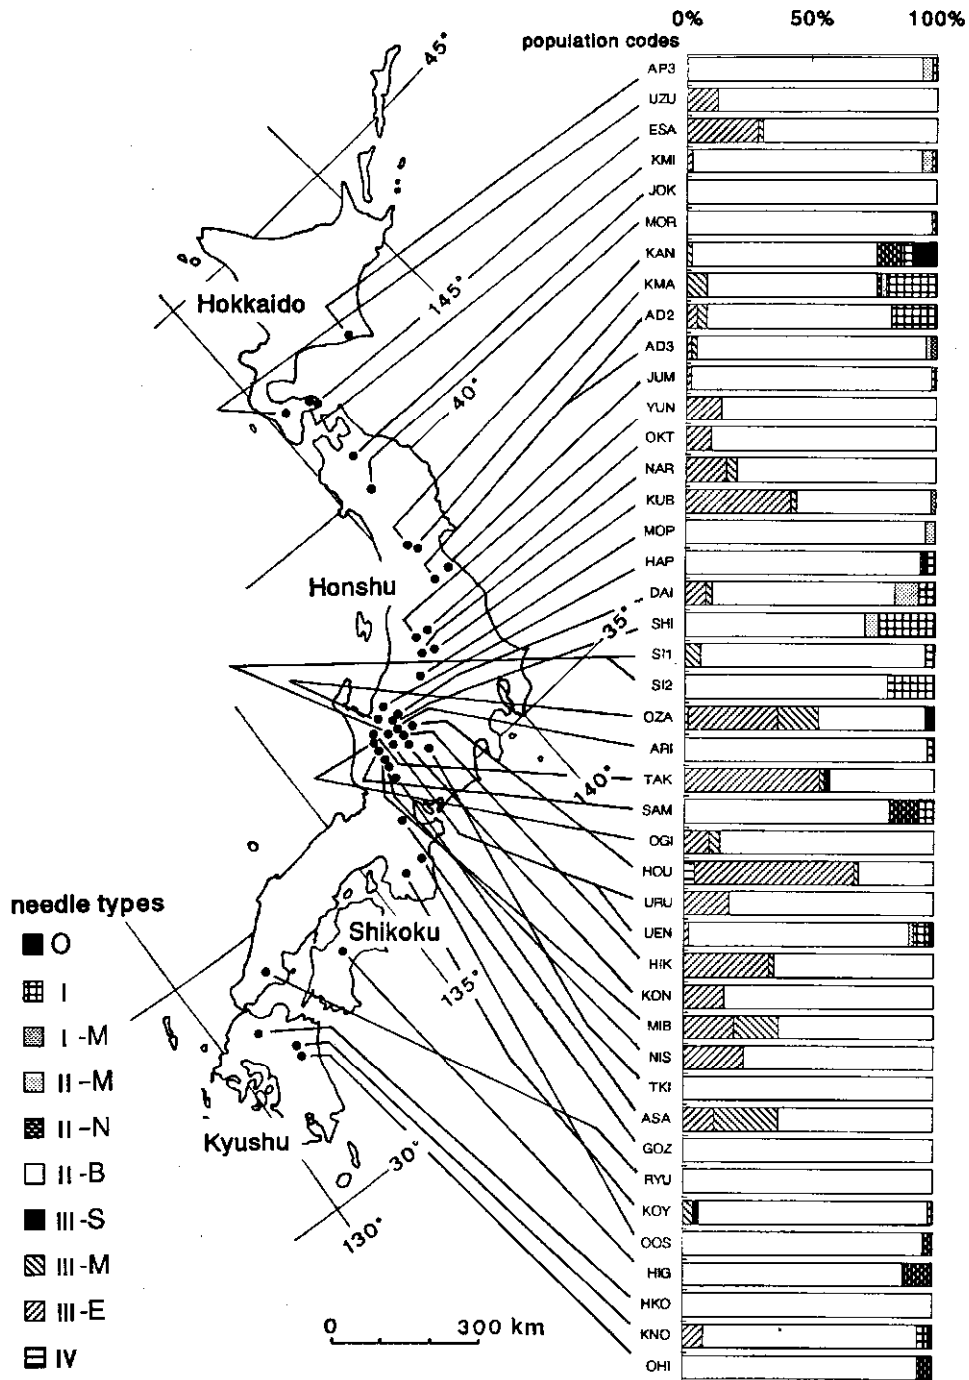 0% 50% 100%
population codes
AP3
UZU
ESA
KMI
JOK
MOR
KAN
KMA
AD2
AD3
JUM
YUN
OKT
NAR
KUB
MOP
HAP
DAI
SHI
SI1
SI2
OZA
ARI
TAK
SAM
OGI
HOU
URU
UEN
HIK
KON
MIB
NIS
TKI
ASA
GOZ
RYU
KOY
OOS
HIG
HKO
KNO
OHI
45°
145°
40°
35°
140°
135°
30°
130°
Hokkaido
Honshu
Shikoku
Kyushu
needle types
O
I
I-M
II-M
II-N
II-B
III-S
III-M
III-E
IV
0 300 km